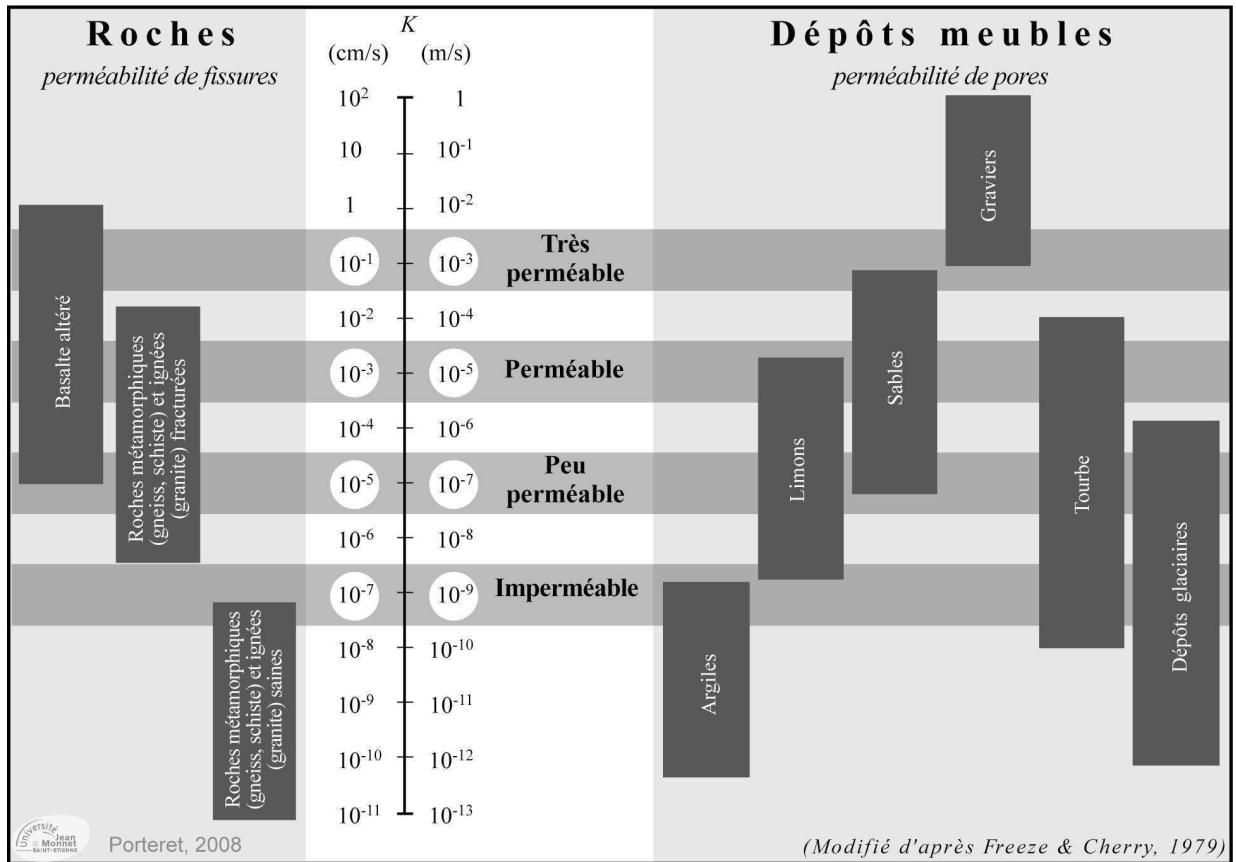 Roches
perméabilité de fissures
K
(cm/s) (m/s)
Dépôts meubles
perméabilité de pores
10² 1
10 10⁻¹
1 10⁻²
10⁻¹ 10⁻³
Très
perméable
10⁻² 10⁻⁴
10⁻³ 10⁻⁵
Perméable
10⁻⁴ 10⁻⁶
10⁻⁵ 10⁻⁷
Peu
perméable
10⁻⁶ 10⁻⁸
10⁻⁷ 10⁻⁹
Imperméable
10⁻⁸ 10⁻¹⁰
10⁻⁹ 10⁻¹¹
10⁻¹⁰ 10⁻¹²
10⁻¹¹ 10⁻¹³
Basalte altéré
Roches métamorphiques
(gneiss, schiste) et ignées
(granite) fracturées
Roches métamorphiques
(gneiss, schiste) et ignées
(granite) saines
Argiles
Limons
Sables
Graviers
Tourbe
Dépôts glaciaires
Université
Jean
Monnet
SAINT-ETIENNE
Porteret, 2008
(Modifié d'après Freeze & Cherry, 1979)